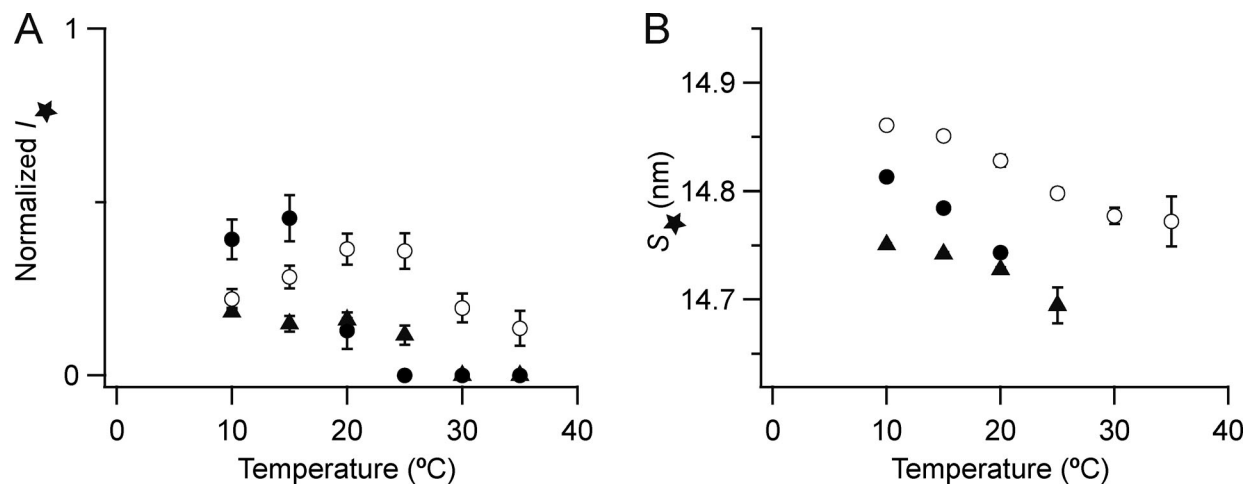 A
Normalized I★
1
0
0 10 20 30 40
Temperature (ºC)
B
S★ (nm)
14.9
14.8
14.7
0 10 20 30 40
Temperature (ºC)